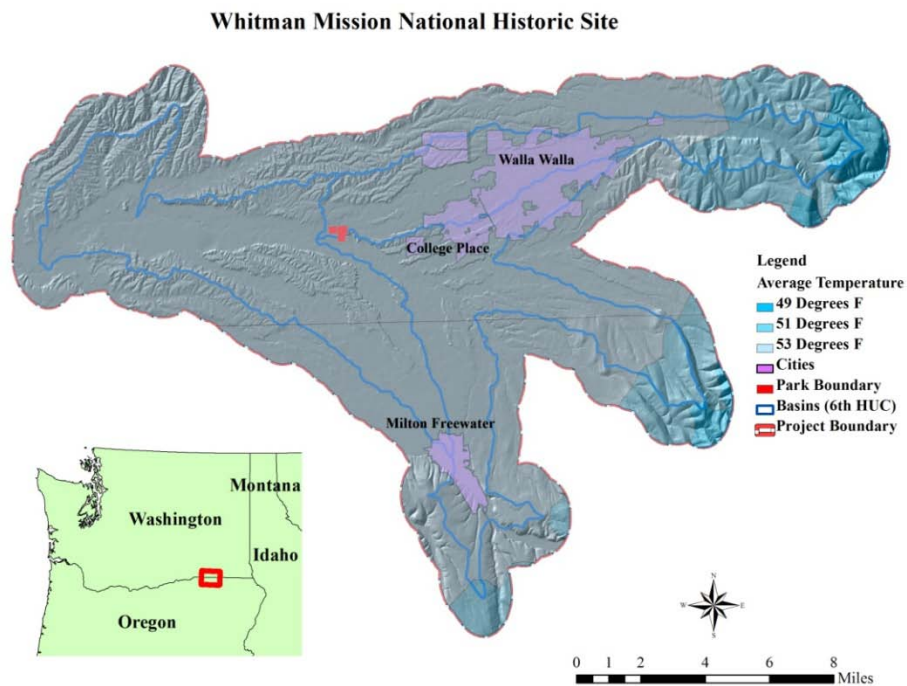 Whitman Mission National Historic Site
Walla Walla
College Place
Legend
Average Temperature
49 Degrees F
51 Degrees F
53 Degrees F
Cities
Park Boundary
Basins (6th HUC)
Project Boundary
Milton Freewater
Montana
Washington
Idaho
Oregon
N
W E
S
0 1 2 4 6 8
Miles